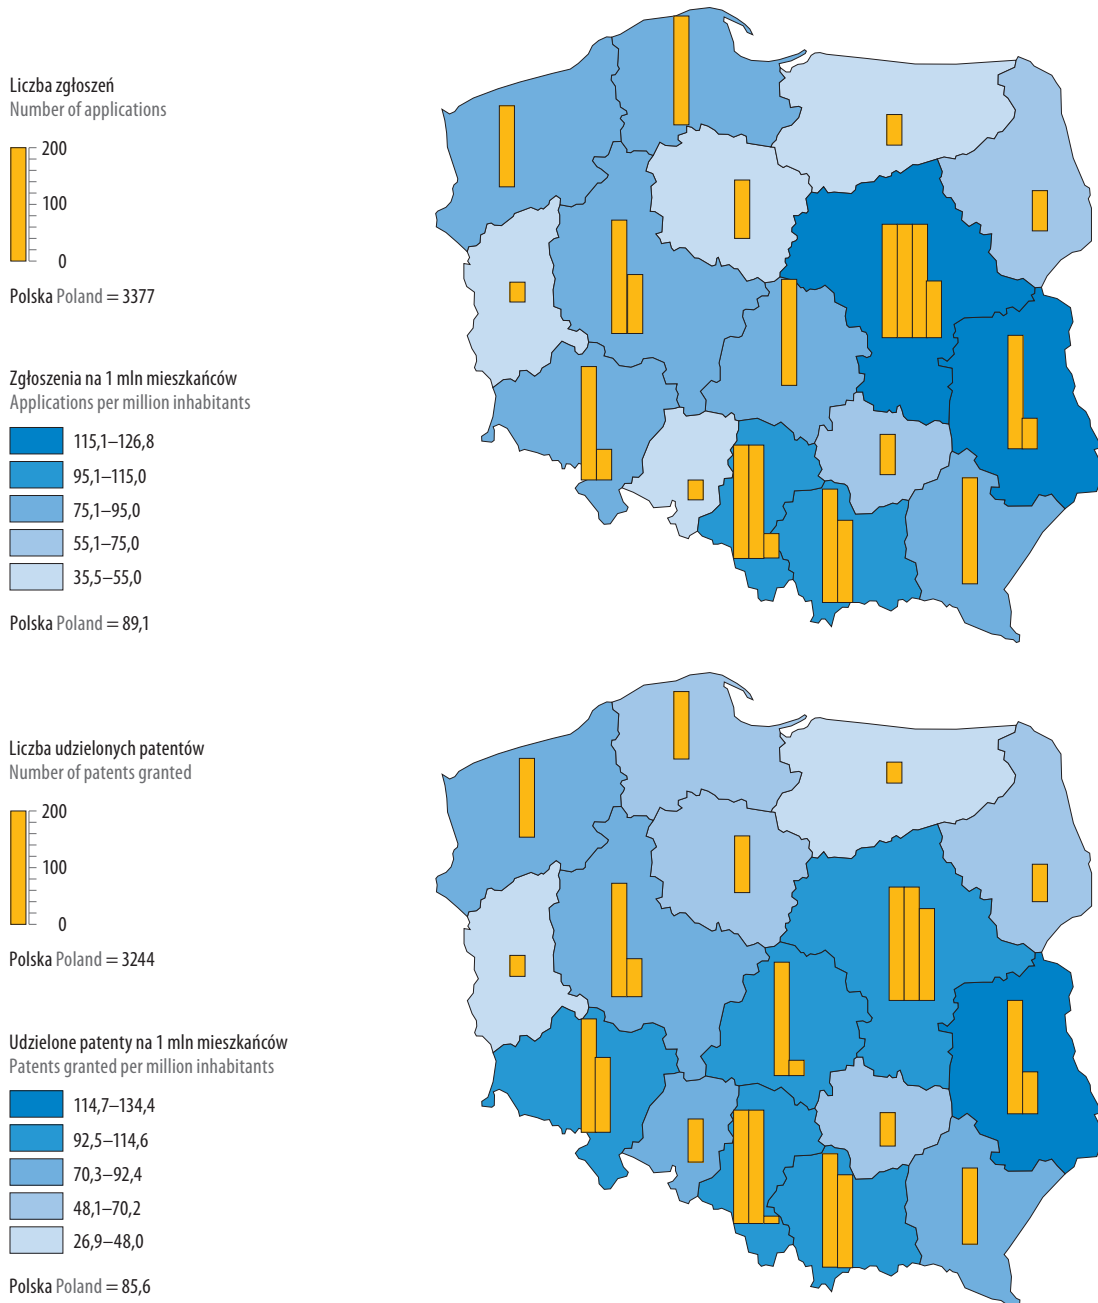 Liczba zgłoszeń
Number of applications
200
100
0
Polska Poland = 3377
Zgłoszenia na 1 mln mieszkańców
Applications per million inhabitants
115,1–126,8
95,1–115,0
75,1–95,0
55,1–75,0
35,5–55,0
Polska Poland = 89,1
Liczba udzielonych patentów
Number of patents granted
200
100
0
Polska Poland = 3244
Udzielone patenty na 1 mln mieszkańców
Patents granted per million inhabitants
114,7–134,4
92,5–114,6
70,3–92,4
48,1–70,2
26,9–48,0
Polska Poland = 85,6